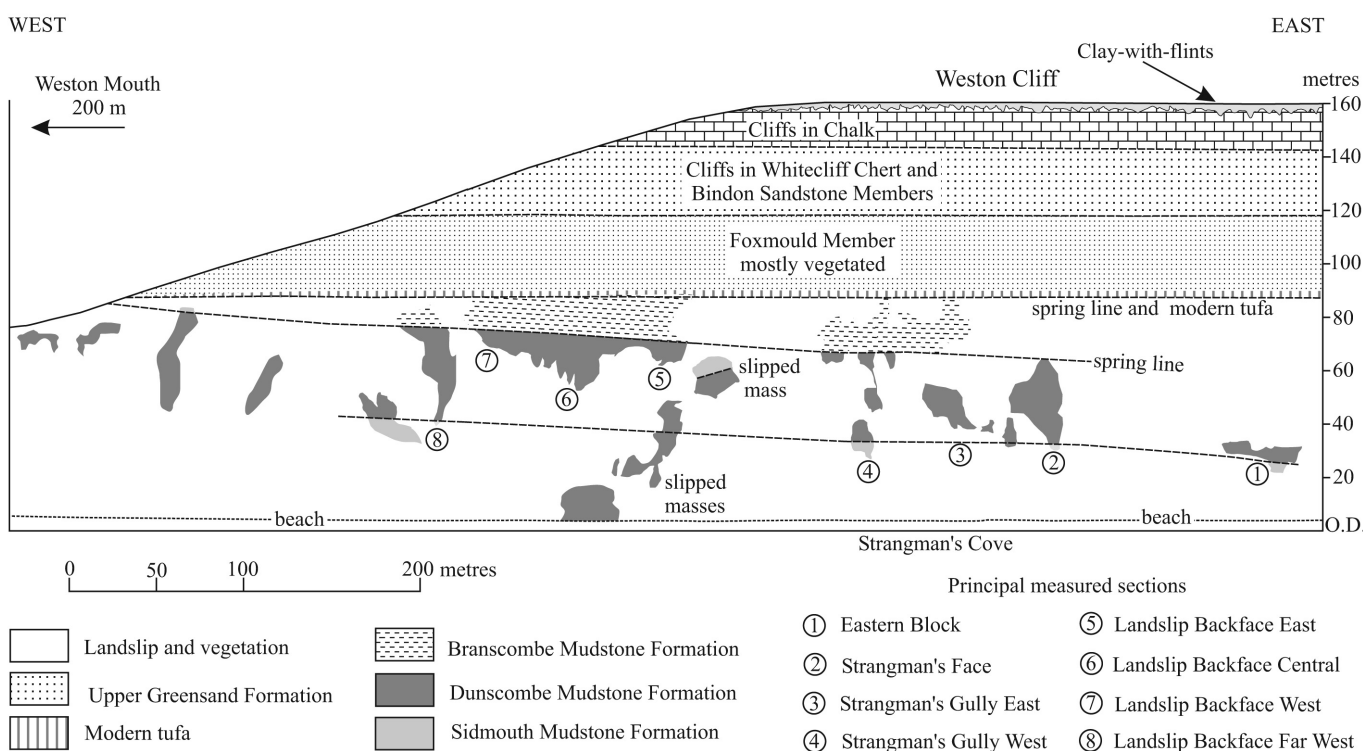 WEST
EAST
Clay-with-flints
Weston Cliff
metres
Weston Mouth
200 m
160
Cliffs in Chalk
140
Cliffs in Whitecliff Chert and
Bindon Sandstone Members
120
Foxmould Member
mostly vegetated
100
spring line and modern tufa
80
spring line
⑦
⑤
slipped
mass
60
⑥
40
⑧
④
③
②
①
slipped
masses
20
beach
beach
O.D.
Strangman's Cove
0
50
100
200 metres
Principal measured sections
Landslip and vegetation
Upper Greensand Formation
Modern tufa
Branscombe Mudstone Formation
Dunscombe Mudstone Formation
Sidmouth Mudstone Formation
① Eastern Block
② Strangman's Face
③ Strangman's Gully East
④ Strangman's Gully West
⑤ Landslip Backface East
⑥ Landslip Backface Central
⑦ Landslip Backface West
⑧ Landslip Backface Far West